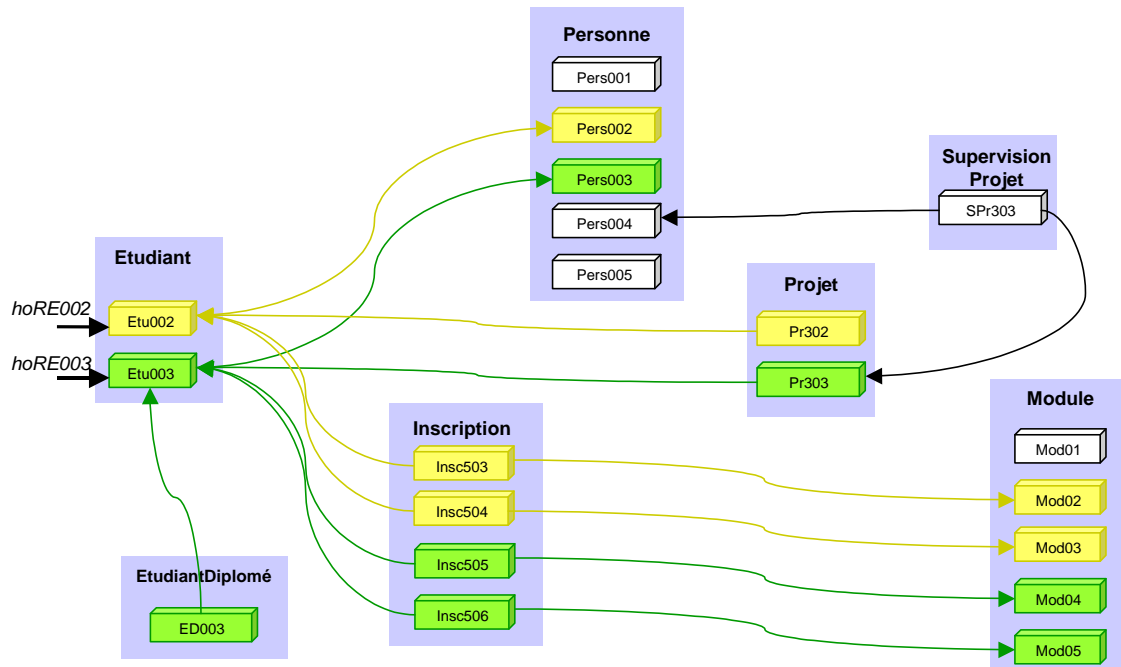 Personne
Pers001
Pers002
Pers003
Pers004
Pers005
Supervision
Projet
SPr303
Etudiant
hoRE002
Etu002
hoRE003
Etu003
Projet
Pr302
Pr303
Inscription
Insc503
Insc504
Insc505
Insc506
Module
Mod01
Mod02
Mod03
Mod04
Mod05
EtudiantDiplomé
ED003